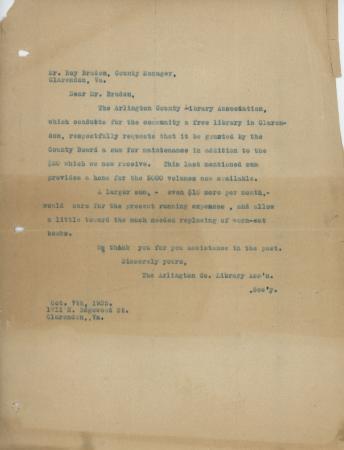 Mr. Roy Braden, County Manager,
Clarendon, Va.
Dear Mr. Braden,
The Arlington County Library Association,
which conducts for the community a free library in Claren-
don, respectfully requests that it be granted by the
County Board a sum for maintenance in addition to the
$20 which we now receive. This last mentioned sum
provides a home for the 5000 volumes now available.
A larger sum, - even $15 more per month,-
would care for the present running expenses , and allow
a little toward the much needed replacing of worn-out
books.
We thank you for you assistance in the past.
Sincerely yours,
The Arlington Co. Library Ass'n.
,Sec'y.
Oct. 7th, 1932.
N. Edgewood St.
Clarendon,,Va.